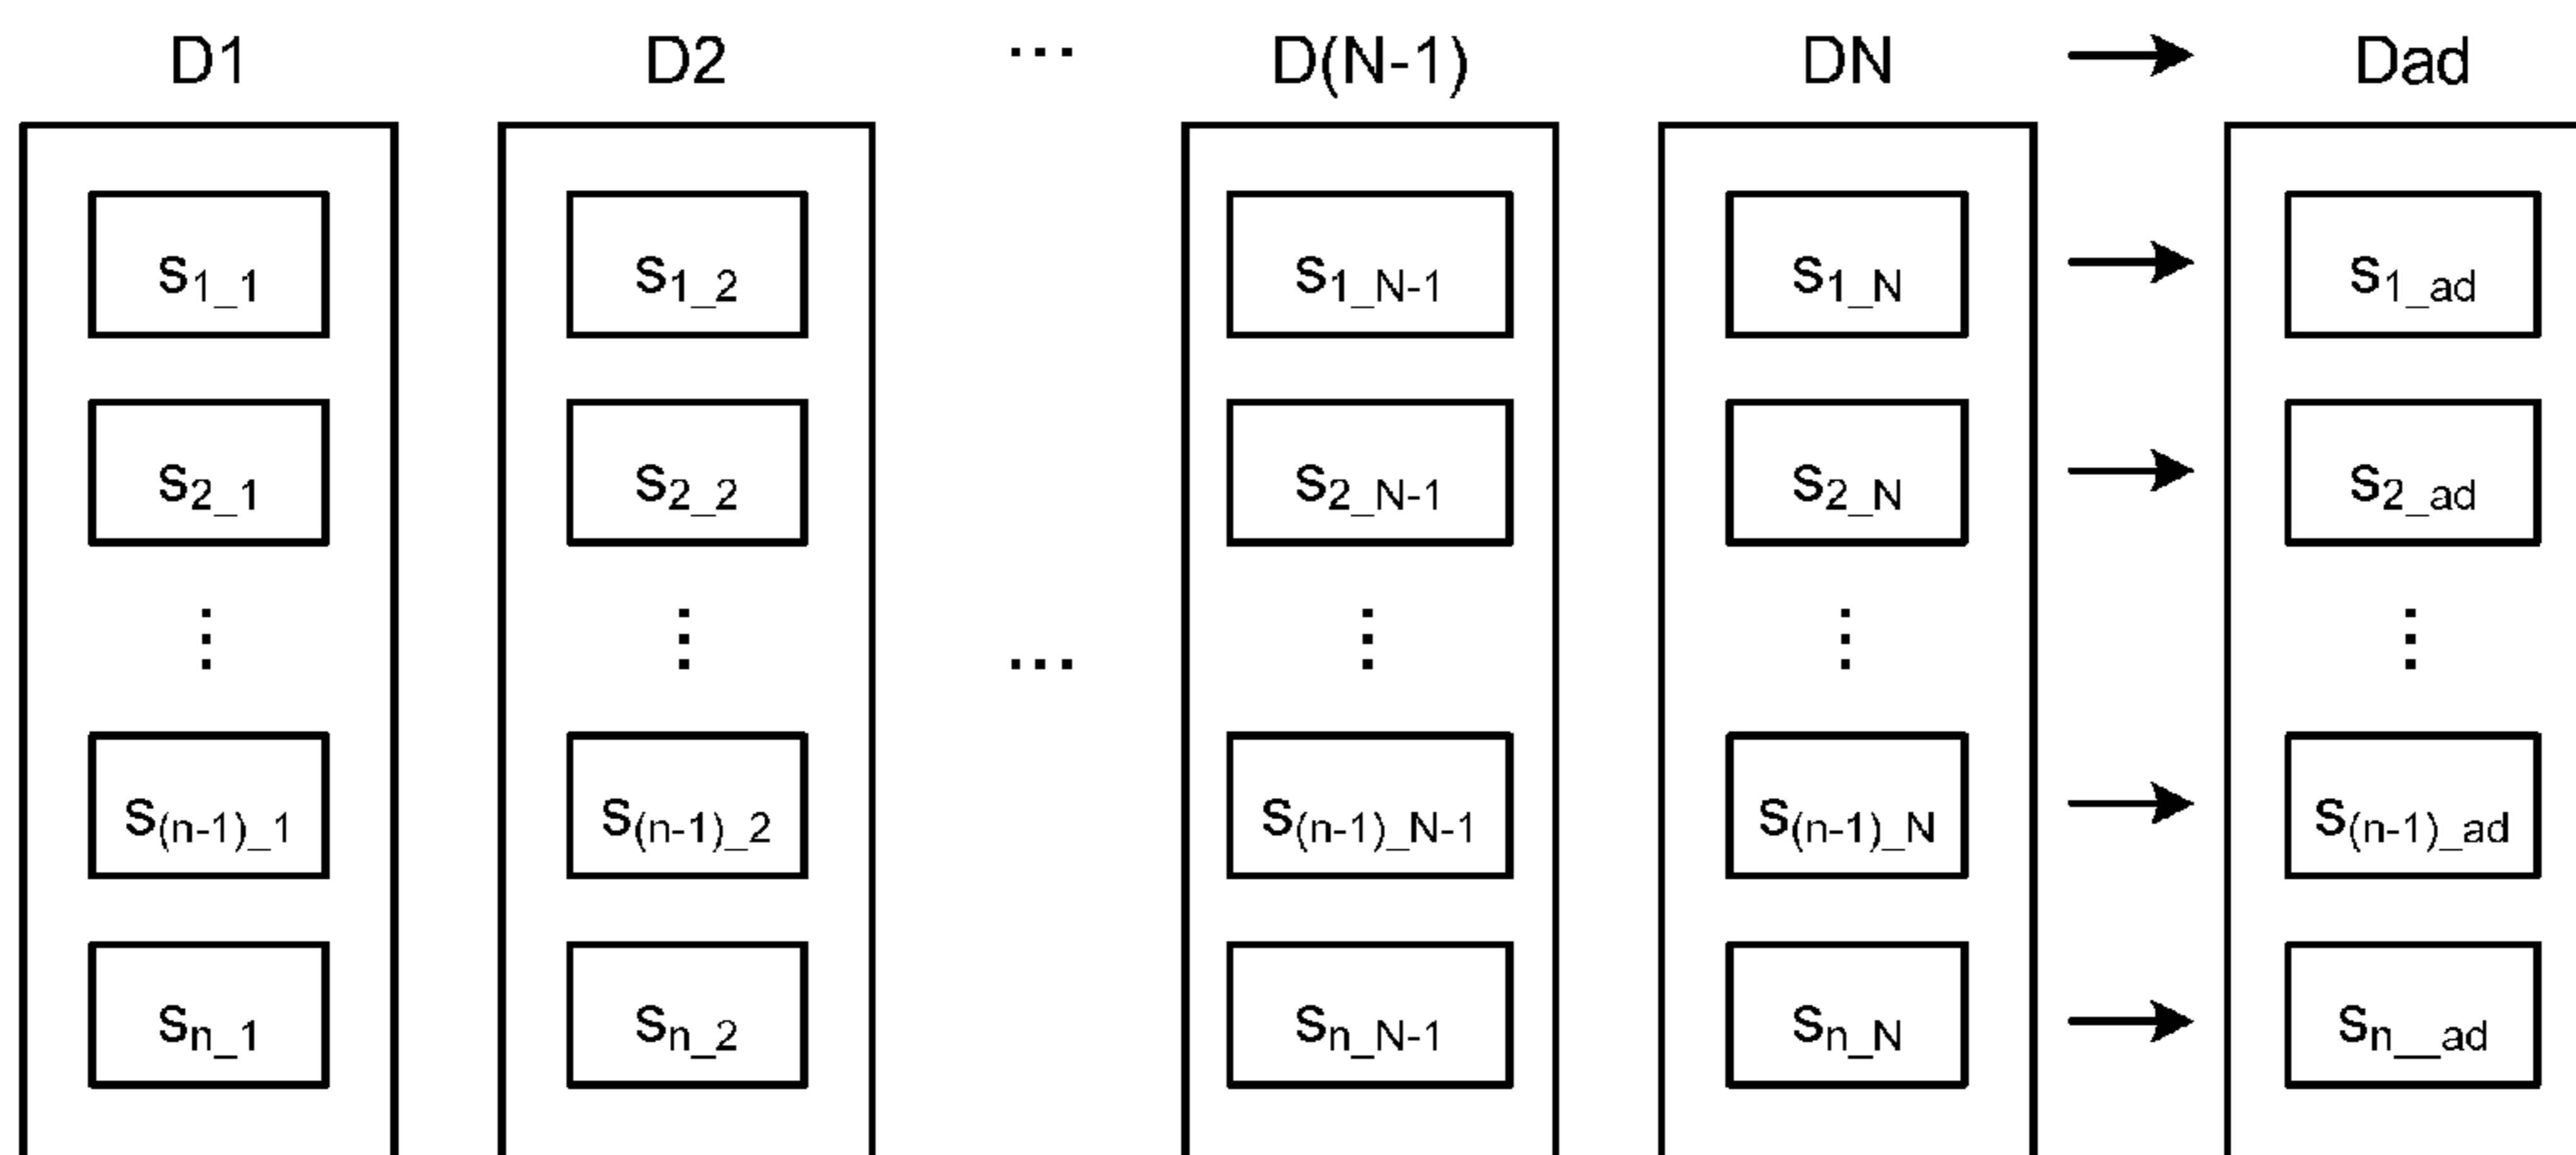 D1 D2 ... D(N-1) DN → Dad
s1_1 s1_2 s1_N-1 s1_N → s1_ad
s2_1 s2_2 s2_N-1 s2_N → s2_ad
⋮ ⋮ ... ⋮ ⋮ ⋮
s(n-1)_1 s(n-1)_2 s(n-1)_N-1 s(n-1)_N → s(n-1)_ad
sn_1 sn_2 sn_N-1 sn_N → sn__ad